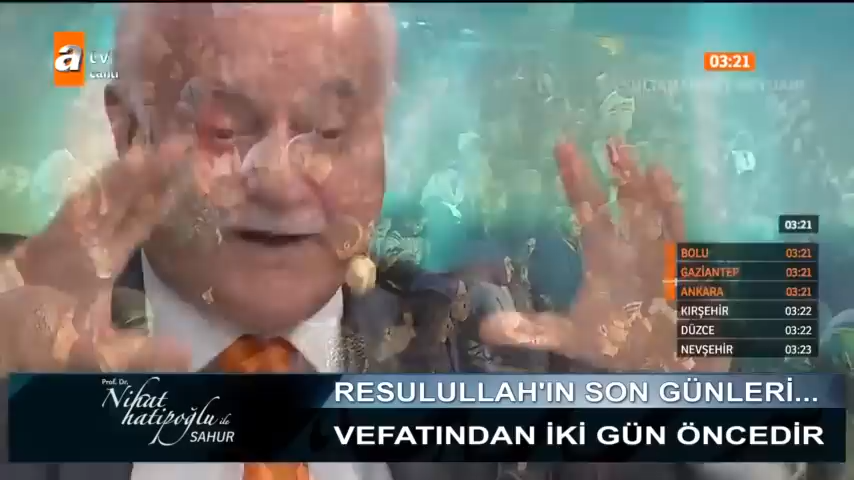 a tv
canlı
03:21
03:21
BOLU 03:21
GAZİANTEP 03:21
ANKARA 03:21
KIRŞEHİR 03:22
DÜZCE 03:22
NEVŞEHİR 03:23
Prof. Dr.
Nihat
hatipoğlu ile
SAHUR
RESULULLAH'IN SON GÜNLERİ...
VEFATINDAN İKİ GÜN ÖNCEDİR